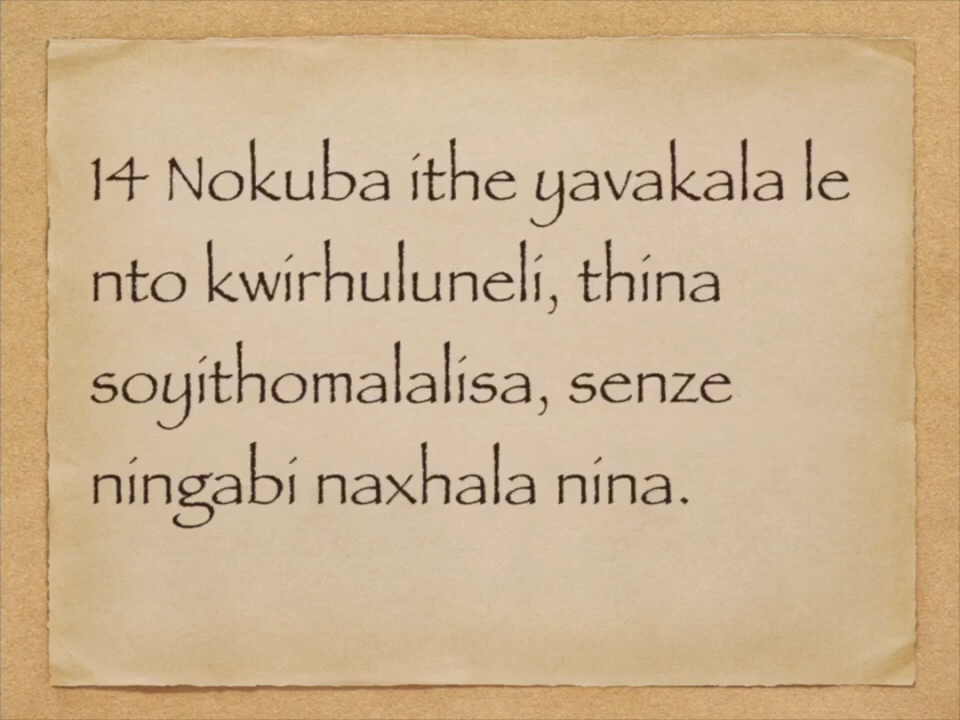 14 Nokuba ithe yavakala le
nto kwirhuluneli, thina
soyithomalalisa, senze
ningabi naxhala nina.